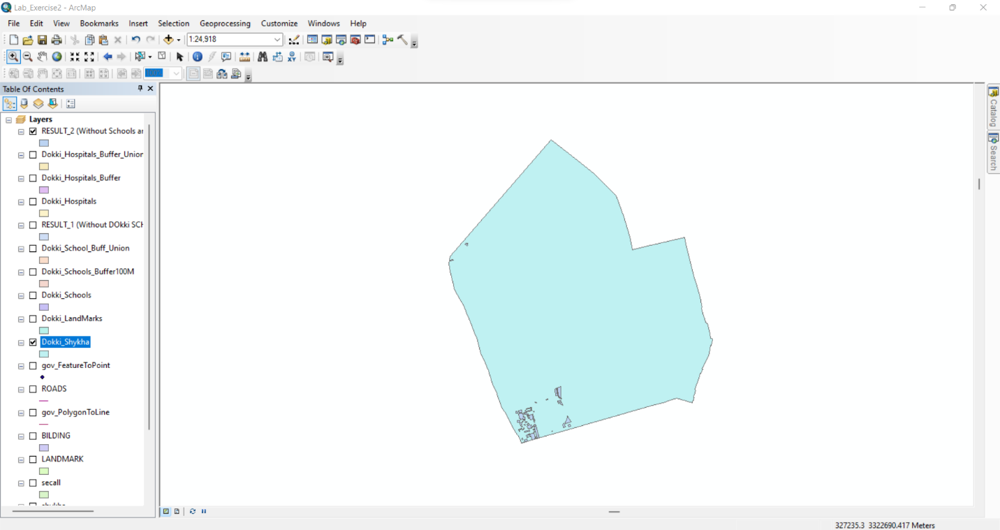 Lab_Exercise2 - ArcMap
File Edit View Bookmarks Insert Selection Geoprocessing Customize Windows Help
1:24,918
Table Of Contents
Layers
RESULT_2 (Without Schools ar
Dokki_Hospitals_Buffer_Union
Dokki_Hospitals_Buffer
Dokki_Hospitals
RESULT_1 (Without DOkki SCH
Dokki_School_Buff_Union
Dokki_Schools_Buffer100M
Dokki_Schools
Dokki_LandMarks
Dokki_Shykha
gov_FeatureToPoint
ROADS
gov_PolygonToLine
BILDING
LANDMARK
secall
Catalog
Search
327235.3 3322690.417 Meters